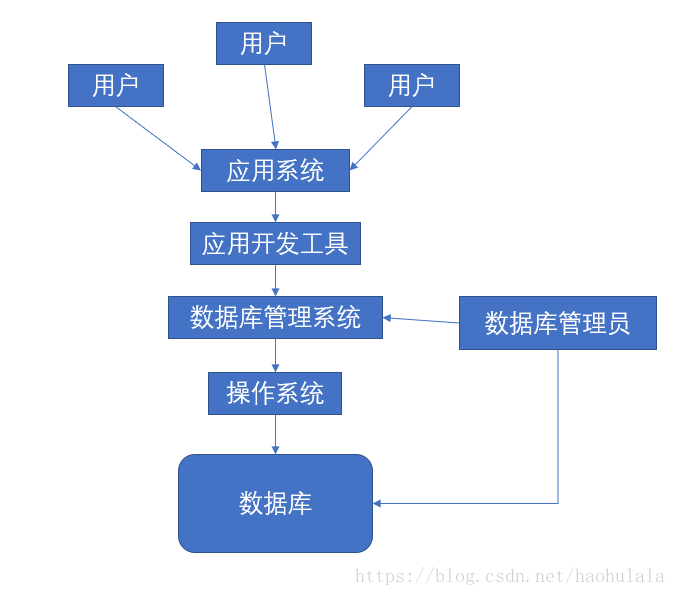 用户
用户
用户
应用系统
应用开发工具
数据库管理系统
数据库管理员
操作系统
数据库
https://blog.csdn.net/haohulala